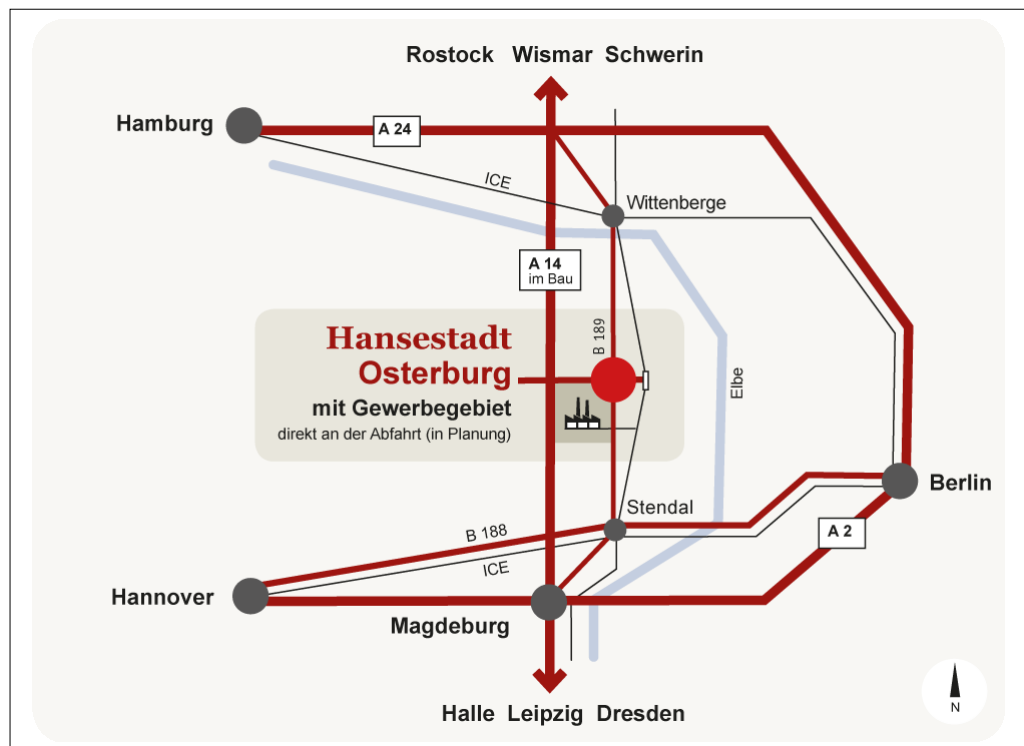 Rostock Wismar Schwerin
Hamburg
A 24
ICE
Wittenberge
A 14
im Bau
B 189
Hansestadt
Osterburg
mit Gewerbegebiet
direkt an der Abfahrt (in Planung)
Elbe
Berlin
Stendal
A 2
B 188
ICE
Hannover
Magdeburg
Halle Leipzig Dresden
N